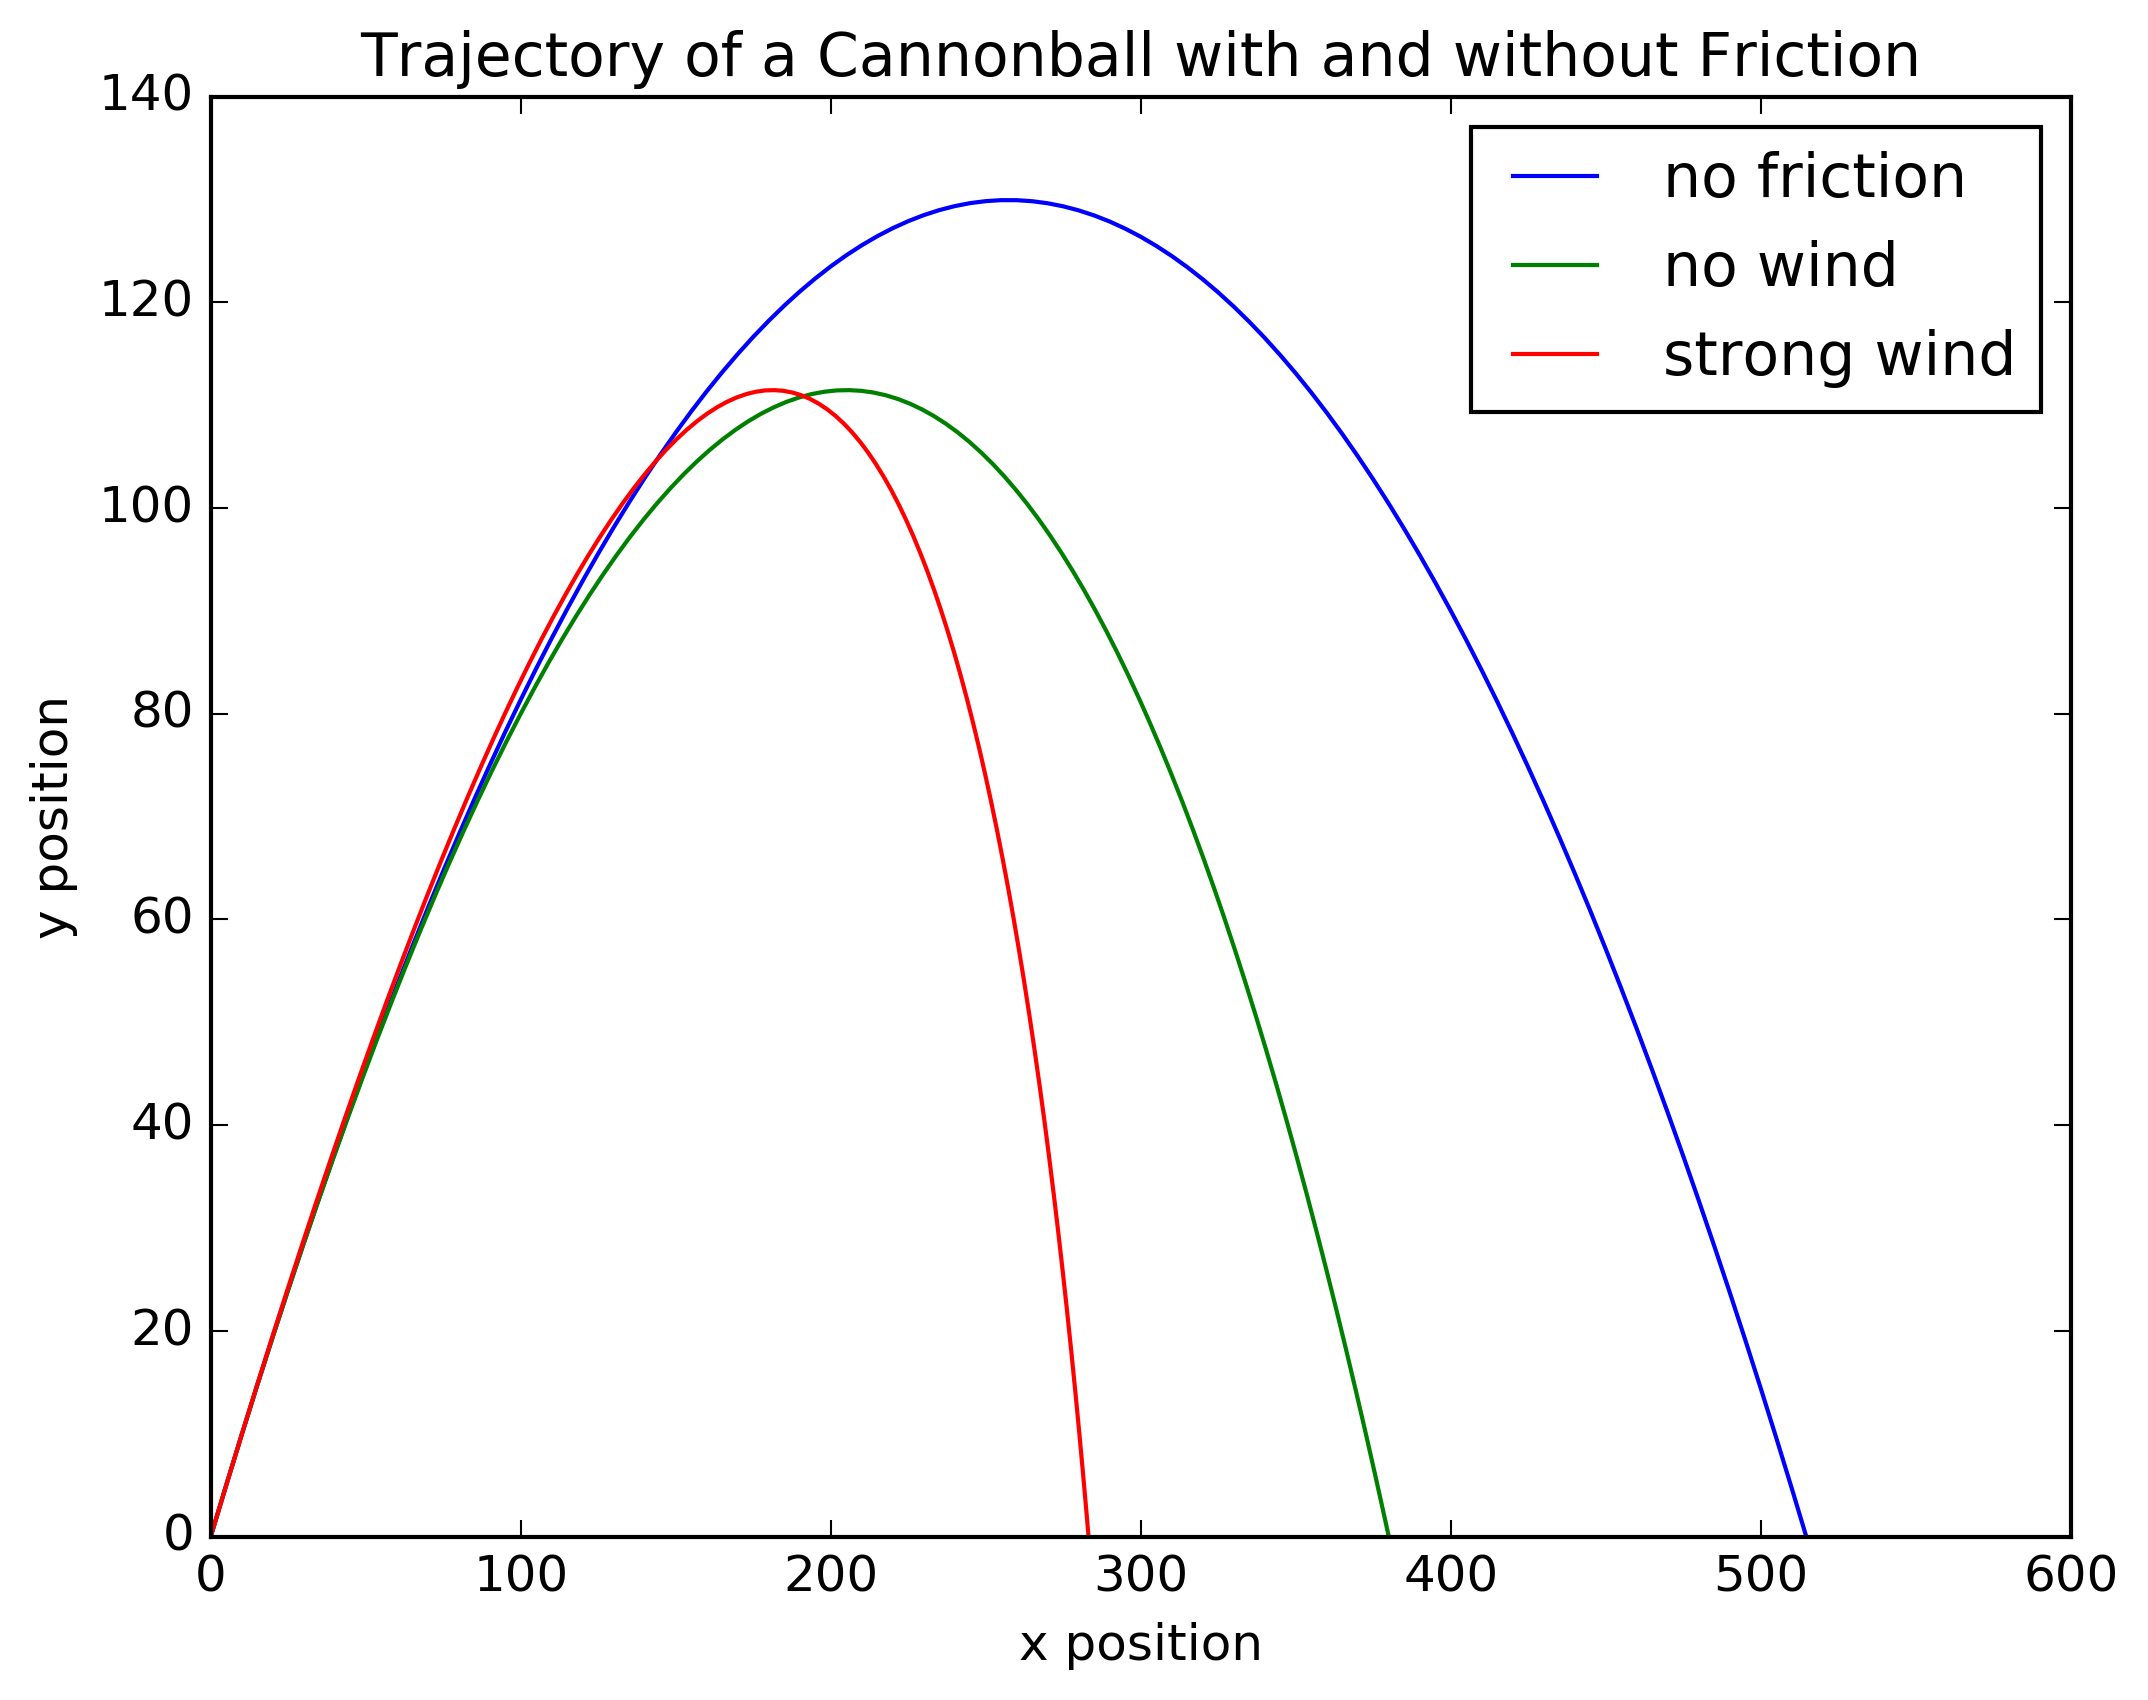 Trajectory of a Cannonball with and without Friction
140
120
100
80
60
40
20
0
y position
no friction
no wind
strong wind
0 100 200 300 400 500 600
x position